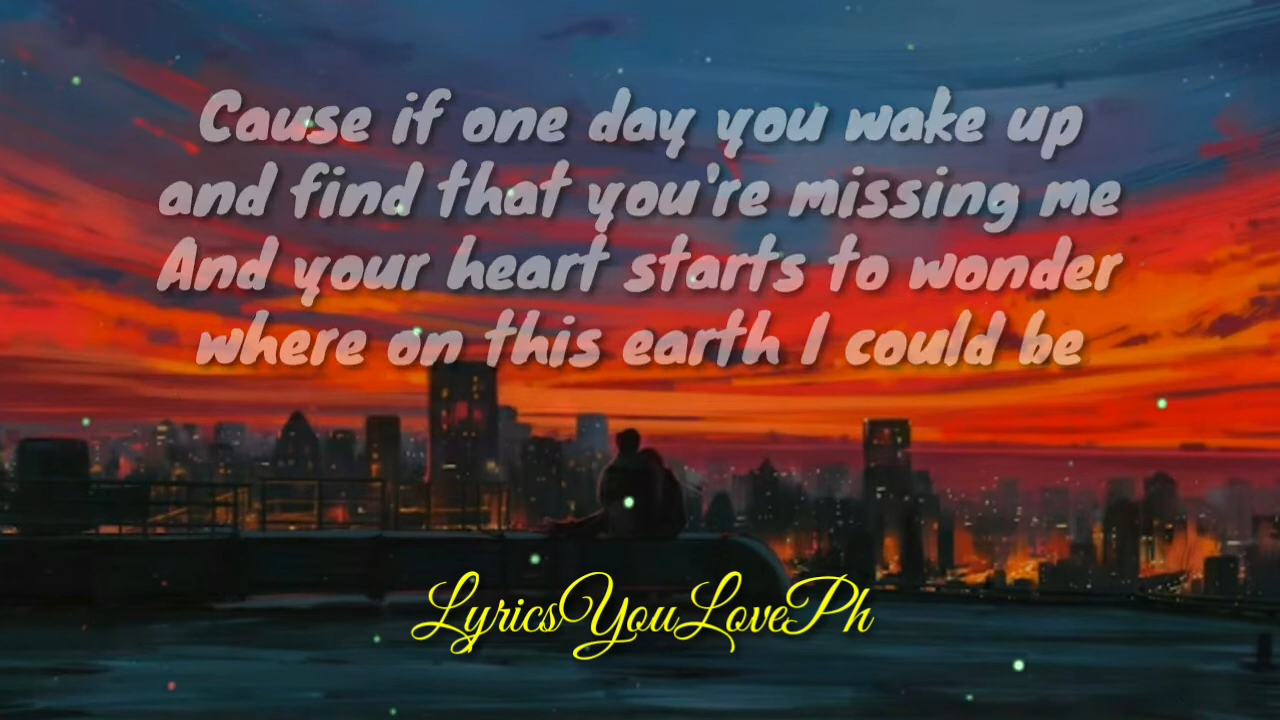 Cause if one day you wake up
and find that you're missing me
And your heart starts to wonder
where on this earth I could be
LyricsYouLovePh